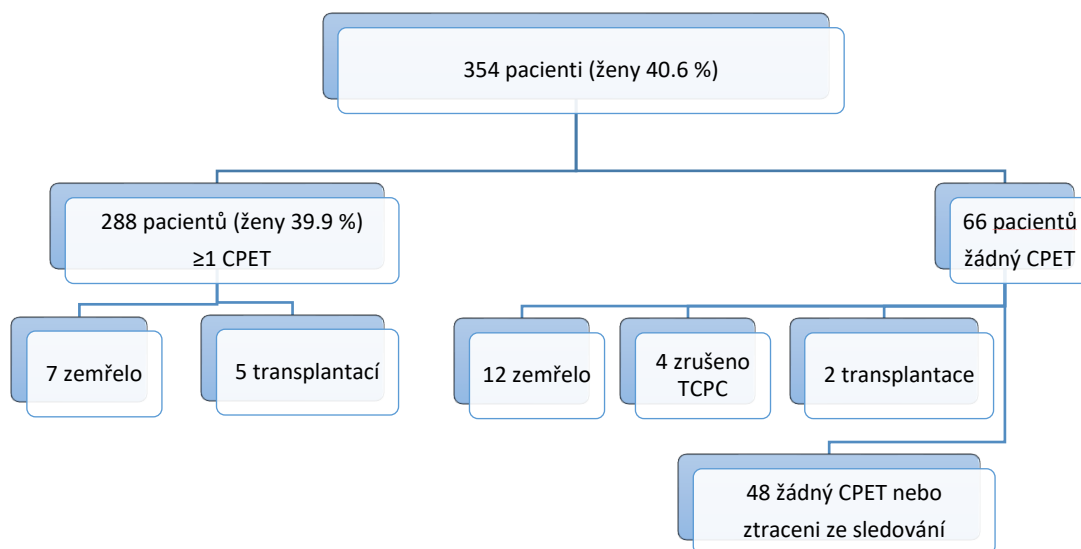 354 pacienti (ženy 40.6 %)
288 pacientů (ženy 39.9 %)
≥1 CPET
66 pacientů
žádný CPET
7 zemřelo
5 transplantací
12 zemřelo
4 zrušeno
TCPC
2 transplantace
48 žádný CPET nebo
ztraceni ze sledování